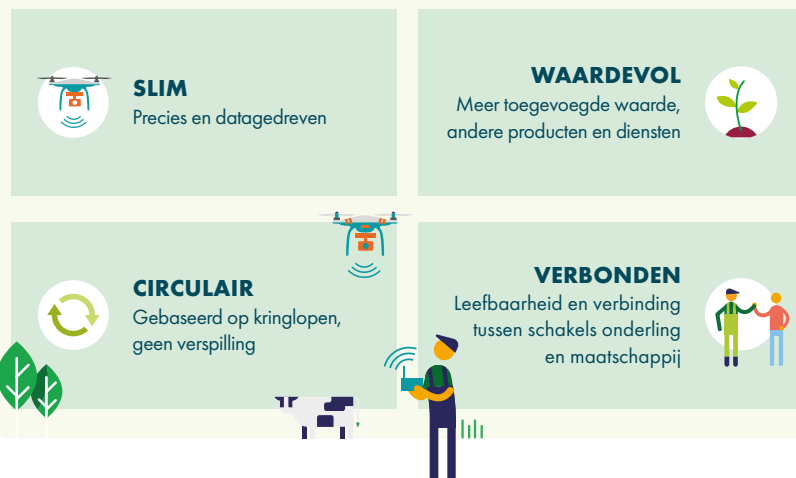 SLIM
Precies en datagedreven
WAARDEVOL
Meer toegevoegde waarde,
andere producten en diensten
CIRCULAIR
Gebaseerd op kringlopen,
geen verspilling
VERBONDEN
Leefbaarheid en verbinding
tussen schakels onderling
en maatschappij